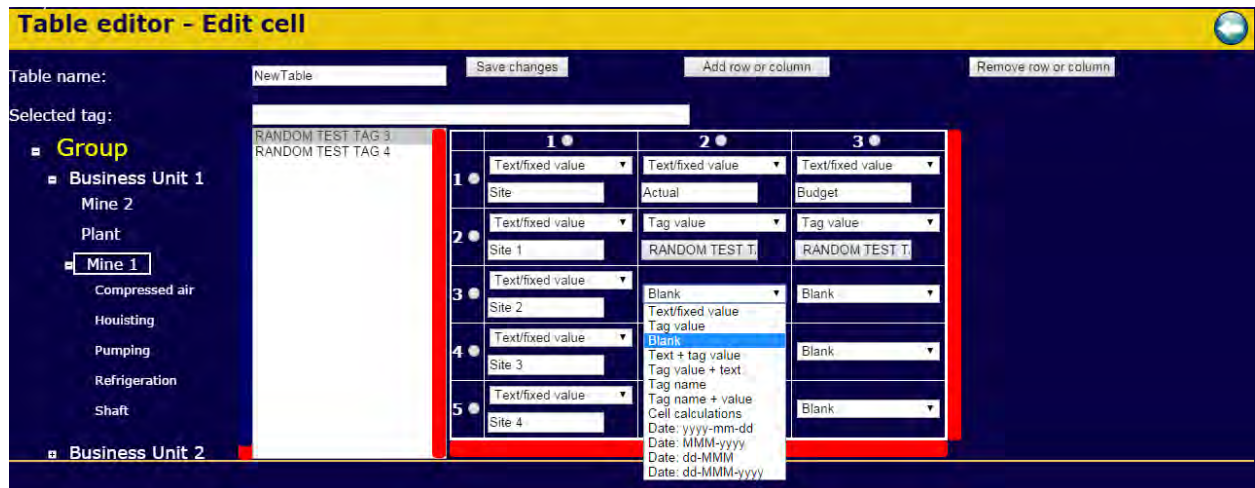 Table editor - Edit cell
Table name:
NewTable
Save changes
Add row or column
Remove row or column
Selected tag:
Group
Business Unit 1
Mine 2
Plant
Mine 1
Compressed air
Houisting
Pumping
Refrigeration
Shaft
Business Unit 2
RANDOM TEST TAG 3
RANDOM TEST TAG 4
1 2 3
1 Text/fixed value Text/fixed value Text/fixed value
Site Actual Budget
2 Text/fixed value Tag value Tag value
Site 1 RANDOM TEST T RANDOM TEST T
3 Text/fixed value Blank Blank
Site 2
4 Text/fixed value Blank
Site 3
5 Text/fixed value Blank
Site 4
Text/fixed value
Tag value
Blank
Text + tag value
Tag value + text
Tag name
Tag name + value
Cell calculations
Date: yyyy-mm-dd
Date: MMM-yyyy
Date: dd-MMM
Date: dd-MMM-yyyy